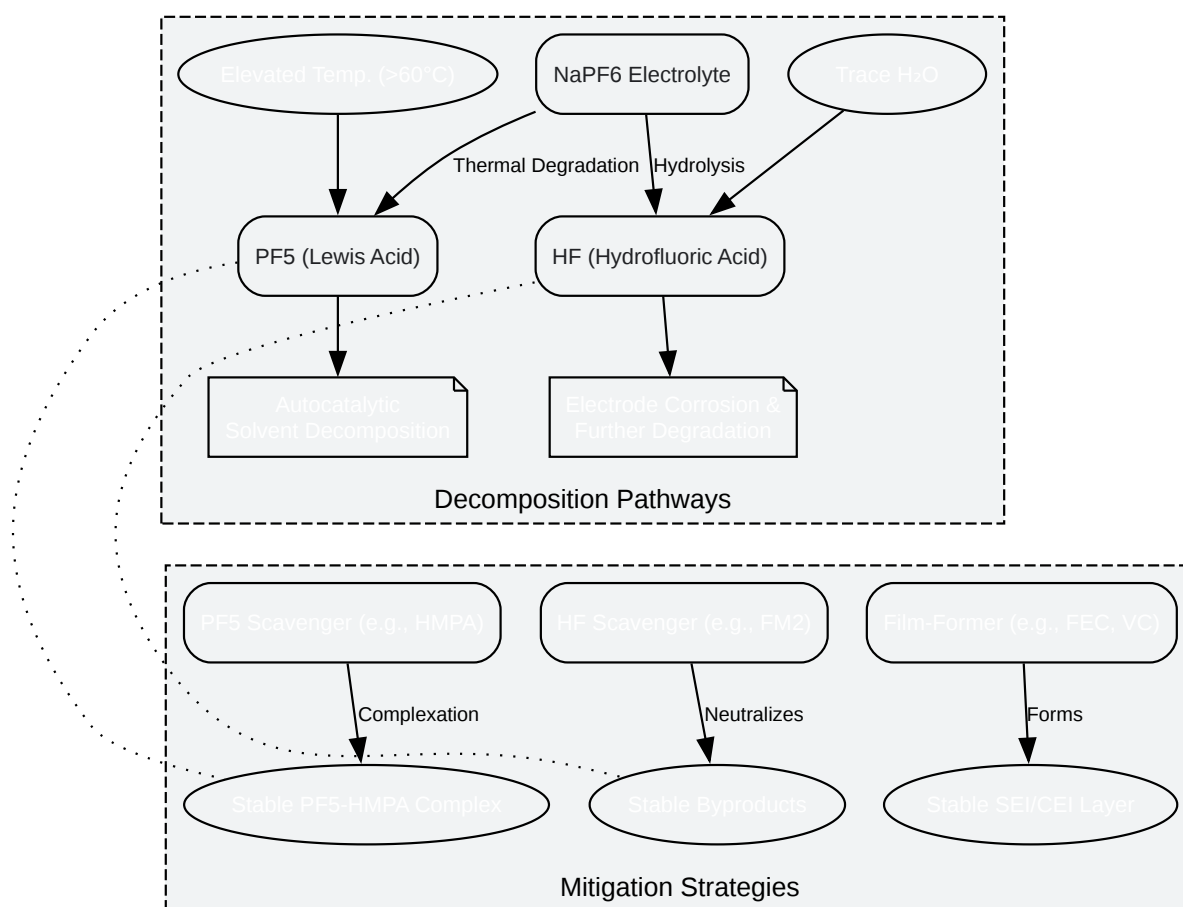 Elevated Temp. (>60°C)
NaPF6 Electrolyte
Trace H₂O
Thermal Degradation
Hydrolysis
PF5 (Lewis Acid)
HF (Hydrofluoric Acid)
Autocatalytic
Solvent Decomposition
Electrode Corrosion &
Further Degradation
Decomposition Pathways
PF5 Scavenger (e.g., HMPA)
HF Scavenger (e.g., FM2)
Film-Former (e.g., FEC, VC)
Complexation
Neutralizes
Forms
Stable PF5-HMPA Complex
Stable Byproducts
Stable SEI/CEI Layer
Mitigation Strategies